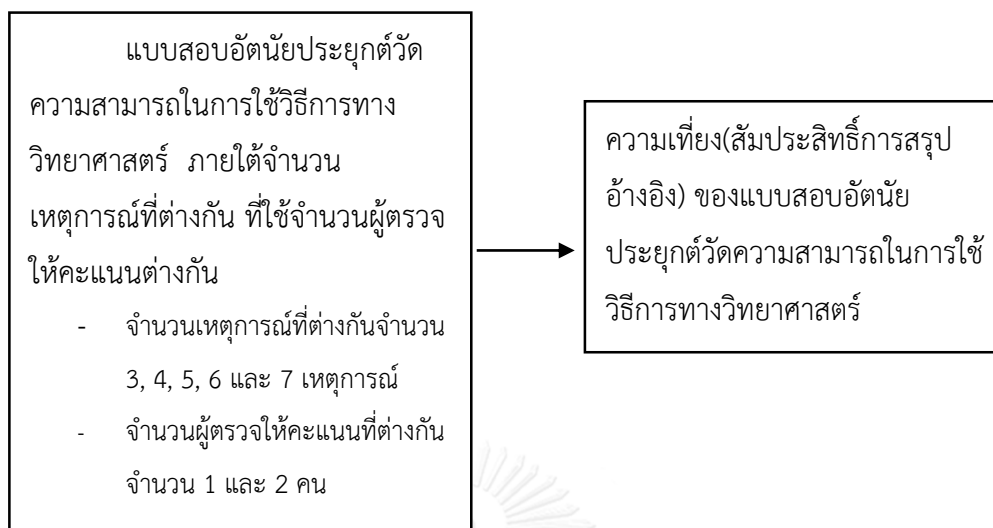 แบบสอบอัตนัยประยุกต์วัด
ความสามารถในการใช้วิธีการทาง
วิทยาศาสตร์ ภายใต้จำนวน
เหตุการณ์ที่ต่างกัน ที่ใช้จำนวนผู้ตรวจ
ให้คะแนนต่างกัน
- จำนวนเหตุการณ์ที่ต่างกันจำนวน
3, 4, 5, 6 และ 7 เหตุการณ์
- จำนวนผู้ตรวจให้คะแนนที่ต่างกัน
จำนวน 1 และ 2 คน
ความเที่ยง(สัมประสิทธิ์การสรุป
อ้างอิง) ของแบบสอบอัตนัย
ประยุกต์วัดความสามารถในการใช้
วิธีการทางวิทยาศาสตร์